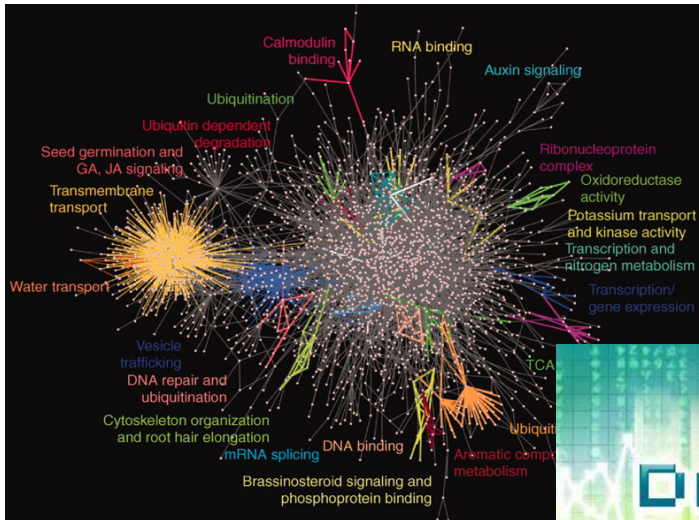 Calmodulin
binding
RNA binding
Auxin signaling
Ubiquitination
Ubiquitin dependent
degradation
Seed germination and
GA, JA signaling
Ribonucleoprotein
complex
Oxidoreductase
activity
Transmembrane
transport
Potassium transport
and kinase activity
Transcription and
nitrogen metabolism
Water transport
Transcription/
gene expression
Vesicle
trafficking
TCA
DNA repair and
ubiquitination
Cytoskeleton organization
and root hair elongation
mRNA splicing
DNA binding
Aromatic
metabolism
Brassinosteroid signaling and
phosphoprotein binding